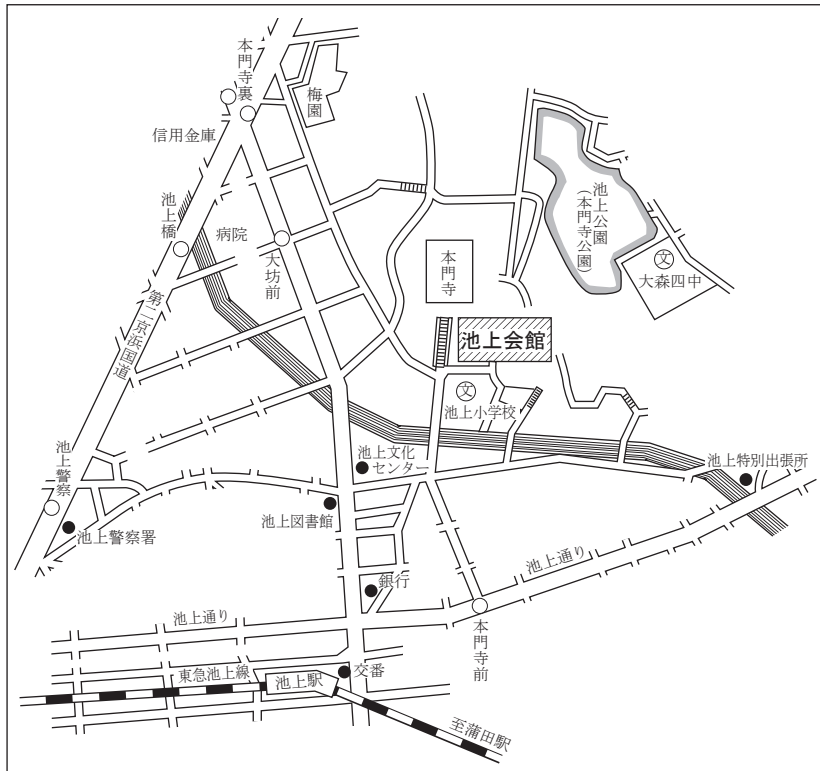 本門寺裏
梅園
信用金庫
池上橋
病院
大坊前
池上公園
(本門寺公園)
文
大森四中
本門寺
第二京浜国道
池上会館
文
池上小学校
池上警察
池上文化
センター
池上特別出張所
池上図書館
池上警察署
池上通り
銀行
池上通り
本門寺前
東急池上線
池上駅
交番
至蒲田駅